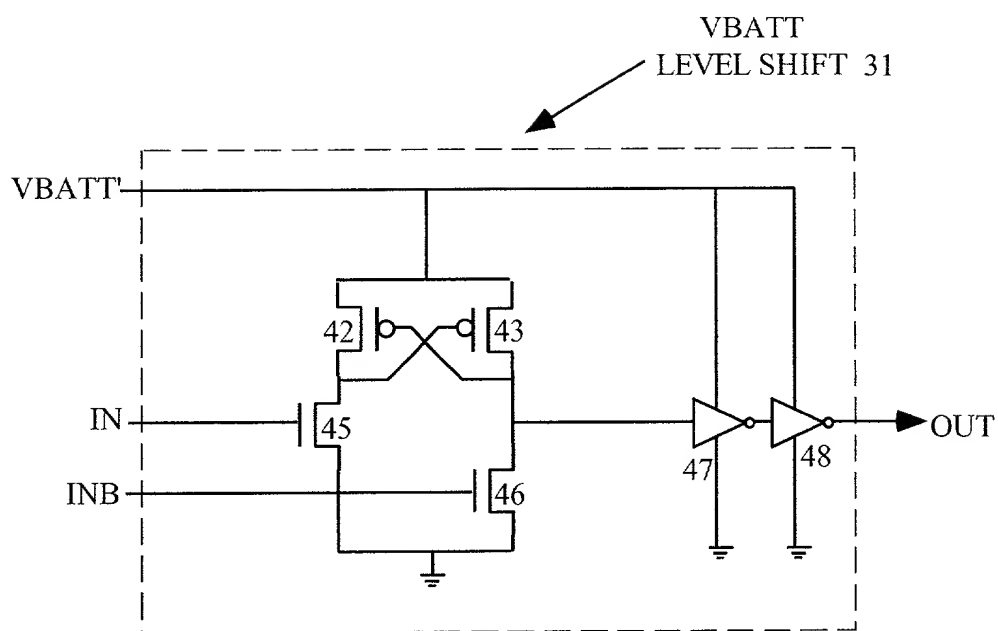 VBATT
LEVEL SHIFT 31
VBATT'
42
43
IN
45
OUT
47
48
INB
46